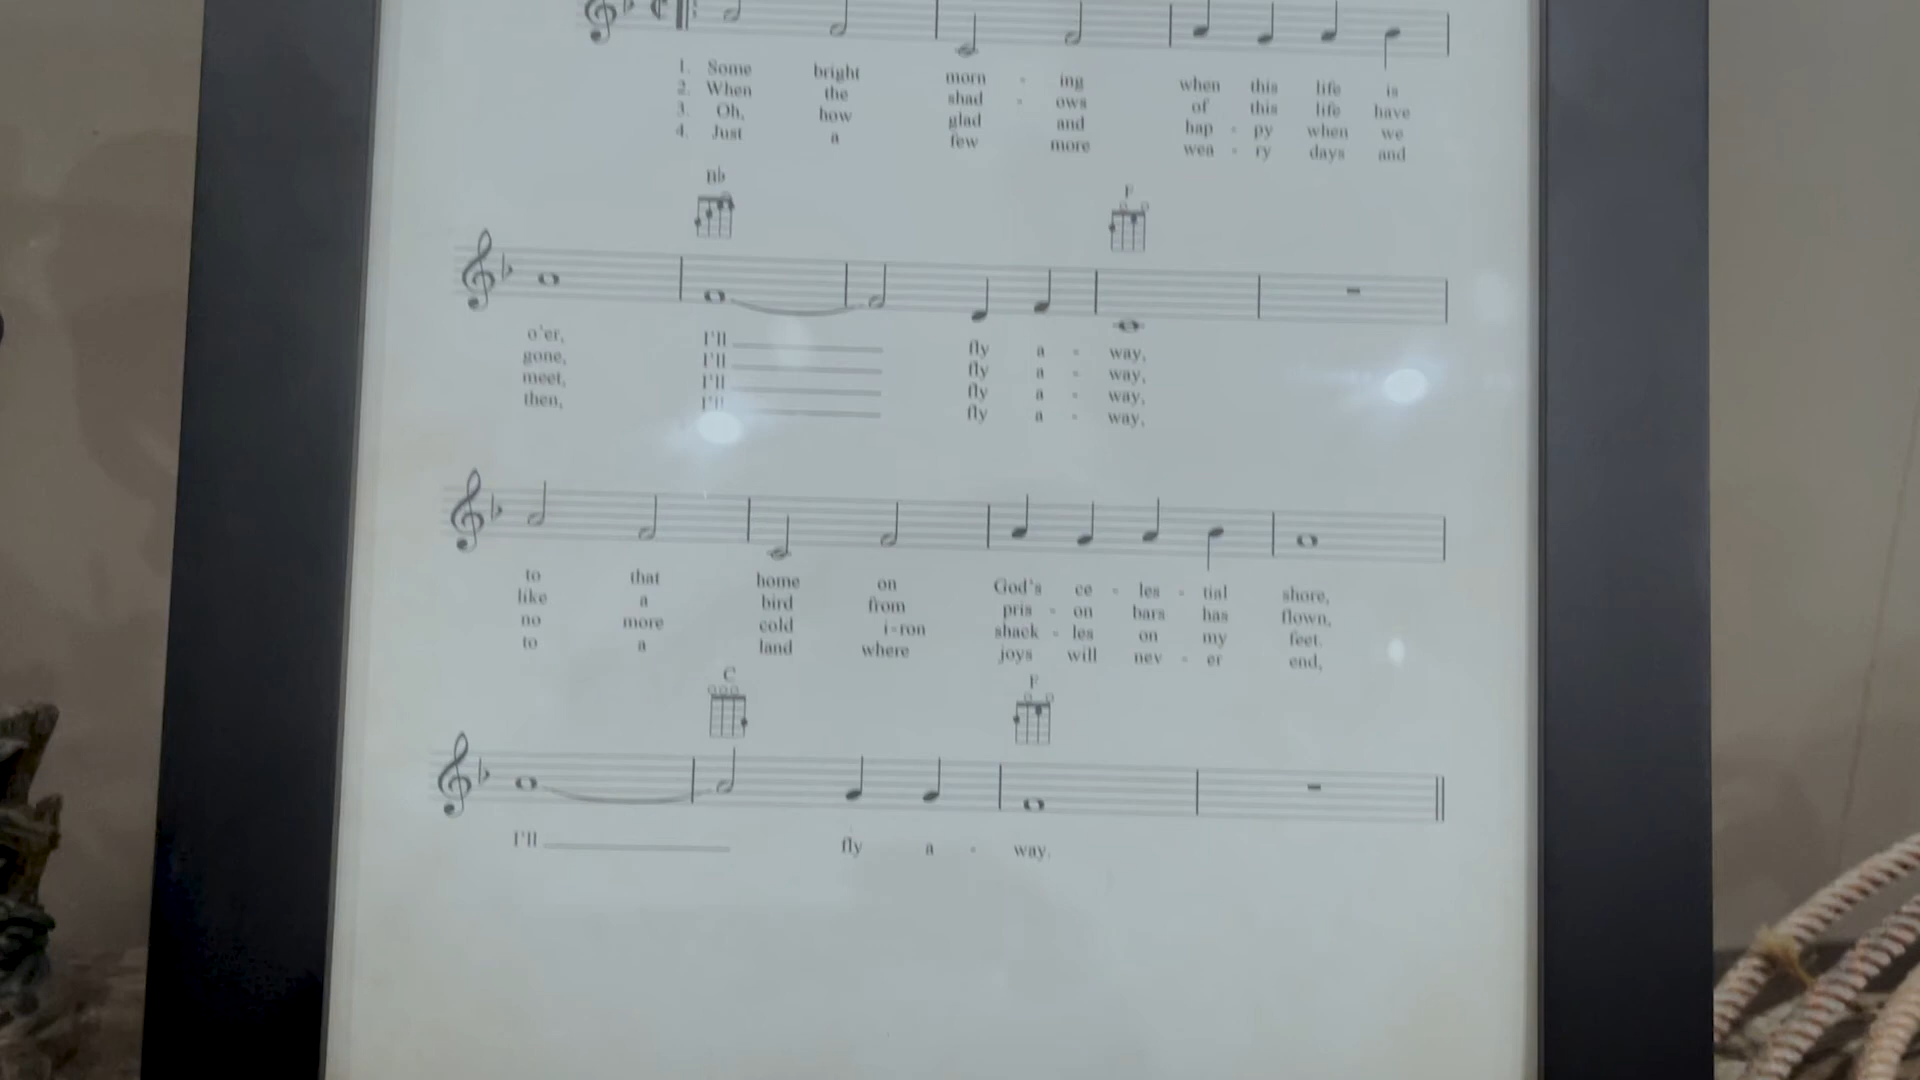 1. Some bright morn - ing when this life is
2. When the shad - ows of this life have
3. Oh, how glad and hap - py when we
4. Just a few more wea - ry days and
Bb
F
o'er, I'll fly a - way,
gone, I'll fly a - way,
meet, I'll fly a - way,
then, I'll fly a - way,
to that home on God's ce - les - tial shore,
like a bird from pris - on bars has flown,
no more cold i-ron shack - les on my feet.
to a land where joys will nev - er end,
C
F
I'll fly a - way.